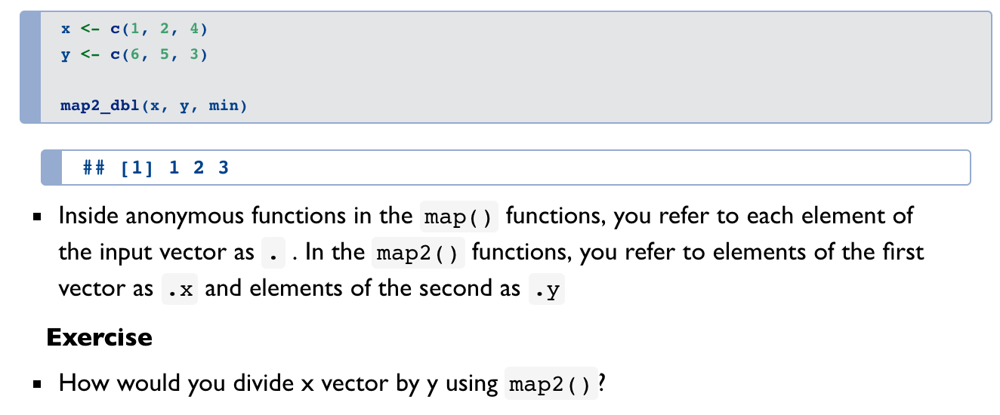 x <- c(1, 2, 4)
y <- c(6, 5, 3)
map2_dbl(x, y, min)
## [1] 1 2 3
▪ Inside anonymous functions in the map() functions, you refer to each element of
the input vector as . . In the map2() functions, you refer to elements of the first
vector as .x and elements of the second as .y
Exercise
▪ How would you divide x vector by y using map2()?